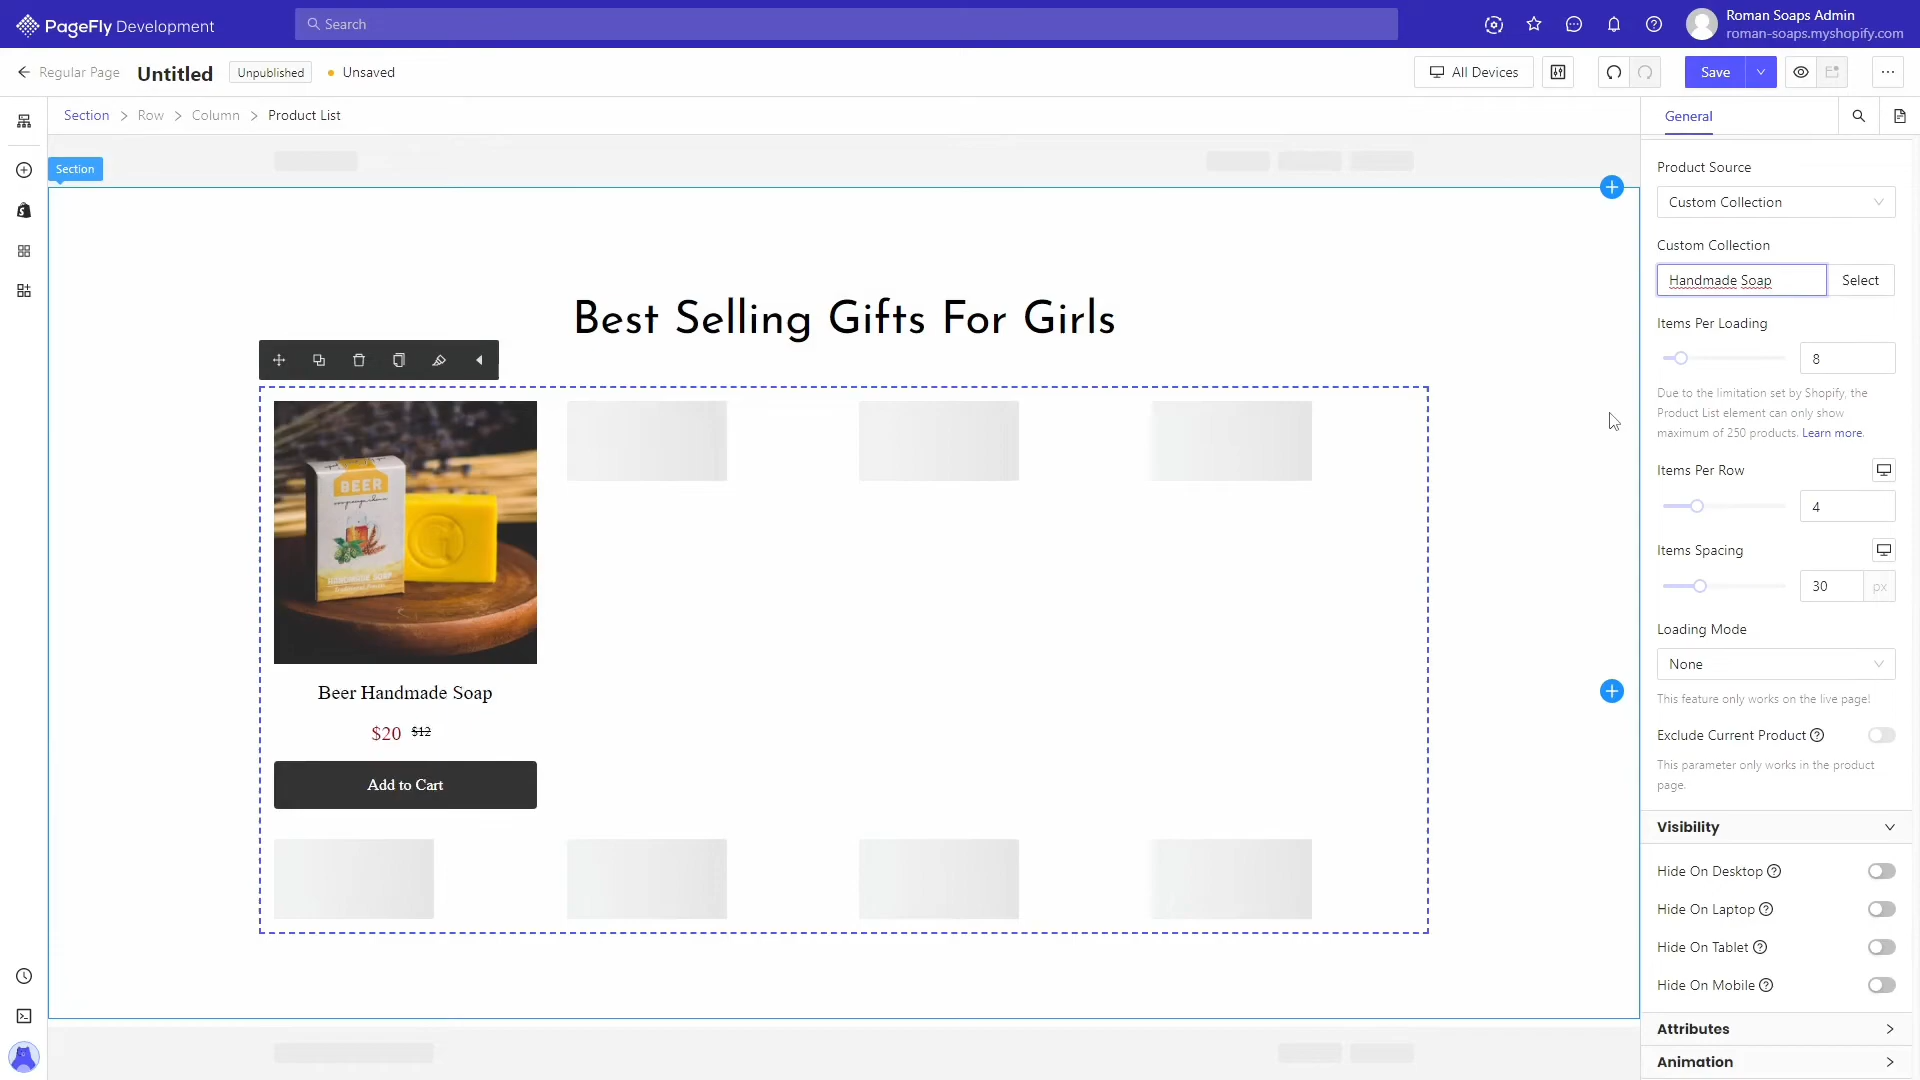 PageFly Development
Search
Roman Soaps Admin
roman-soaps.myshopify.com
Regular Page
Untitled
Unpublished
Unsaved
All Devices
Save
Section > Row > Column > Product List
General
Section
Product Source
Custom Collection
Custom Collection
Handmade Soap
Select
Items Per Loading
8
Due to the limitation set by Shopify, the
Product List element can only show
maximum of 250 products. Learn more.
Items Per Row
4
Items Spacing
30 px
Loading Mode
None
This feature only works on the live page!
Exclude Current Product
This parameter only works in the product
page.
Visibility
Hide On Desktop
Hide On Laptop
Hide On Tablet
Hide On Mobile
Attributes
Animation
Best Selling Gifts For Girls
BEER
HANDMADE SOAP
Beer Handmade Soap
$20 $12
Add to Cart